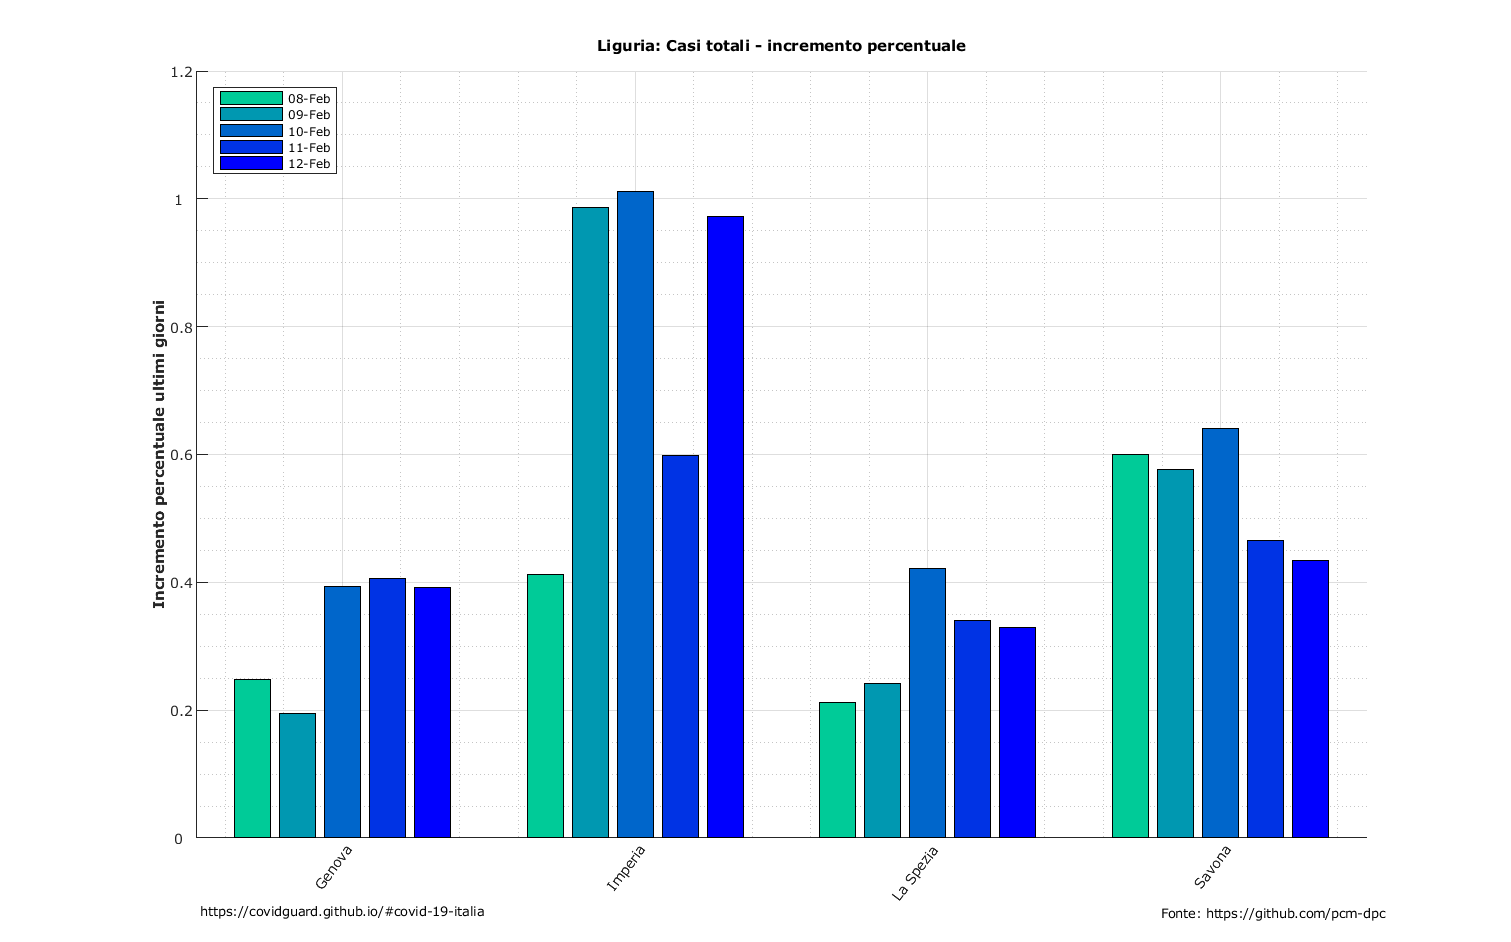 Liguria: Casi totali - incremento percentuale
1.2
1
0.8
0.6
0.4
0.2
0
Incremento percentuale ultimi giorni
08-Feb
09-Feb
10-Feb
11-Feb
12-Feb
Genova
Imperia
La Spezia
Savona
https://covidguard.github.io/#covid-19-italia
Fonte: https://github.com/pcm-dpc